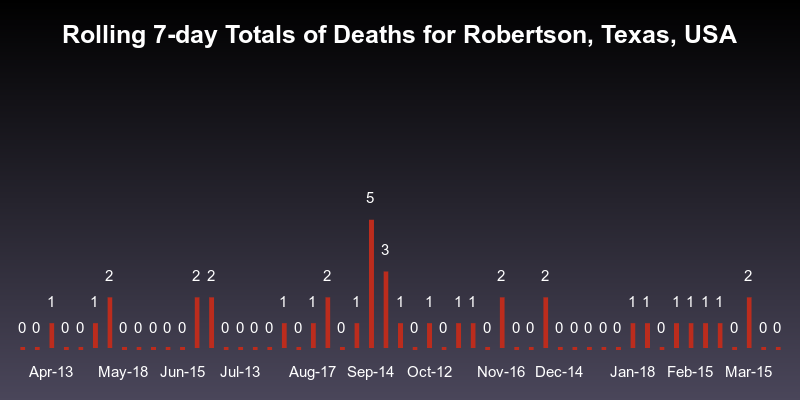 Rolling 7-day Totals of Deaths for Robertson, Texas, USA
5
3
2 2 2 2 2 2 2
1 1 1 1 1 1 1 1 1 1 1 1 1 1 1
0 0 0 0 0 0 0 0 0 0 0 0 0 0 0 0 0 0 0 0 0 0 0 0 0 0 0 0 0
Apr-13 May-18 Jun-15 Jul-13 Aug-17 Sep-14 Oct-12 Nov-16 Dec-14 Jan-18 Feb-15 Mar-15